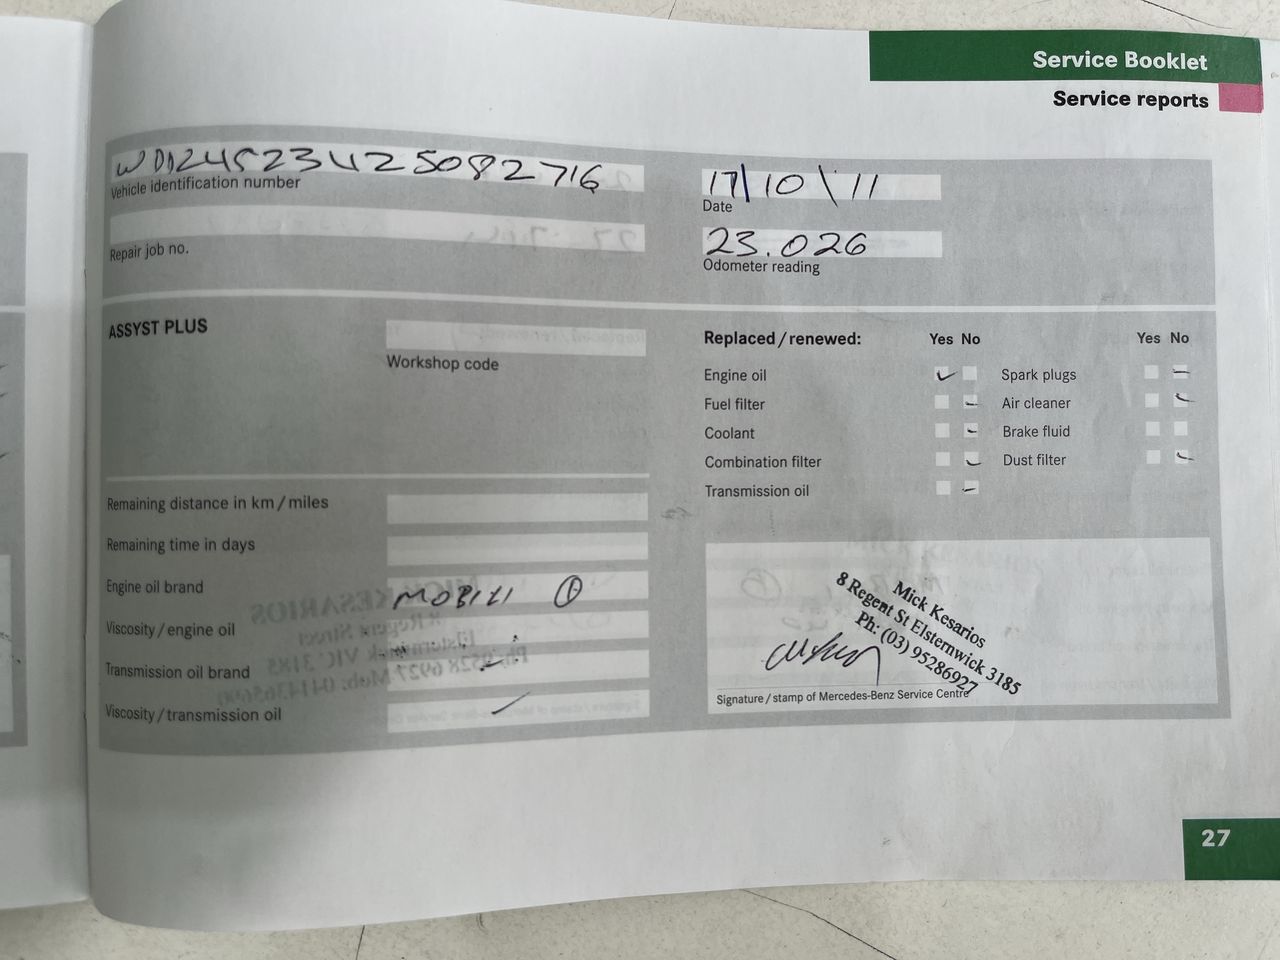 Service Booklet
Service reports
WDD2452342J5082716
Vehicle identification number
17/10/11
Date
Repair job no.
23.026
Odometer reading
ASSYST PLUS
Workshop code
Remaining distance in km/miles
Remaining time in days
Engine oil brand
MOBIL 1
Viscosity/engine oil
Transmission oil brand
Viscosity/transmission oil
Replaced/renewed:
Yes No
Yes No
Engine oil
Spark plugs
Fuel filter
Air cleaner
Coolant
Brake fluid
Combination filter
Dust filter
Transmission oil
Mick Kesarios
8 Regent St Elsternwick 3185
Ph: (03) 95286927
Signature/stamp of Mercedes-Benz Service Centre
27